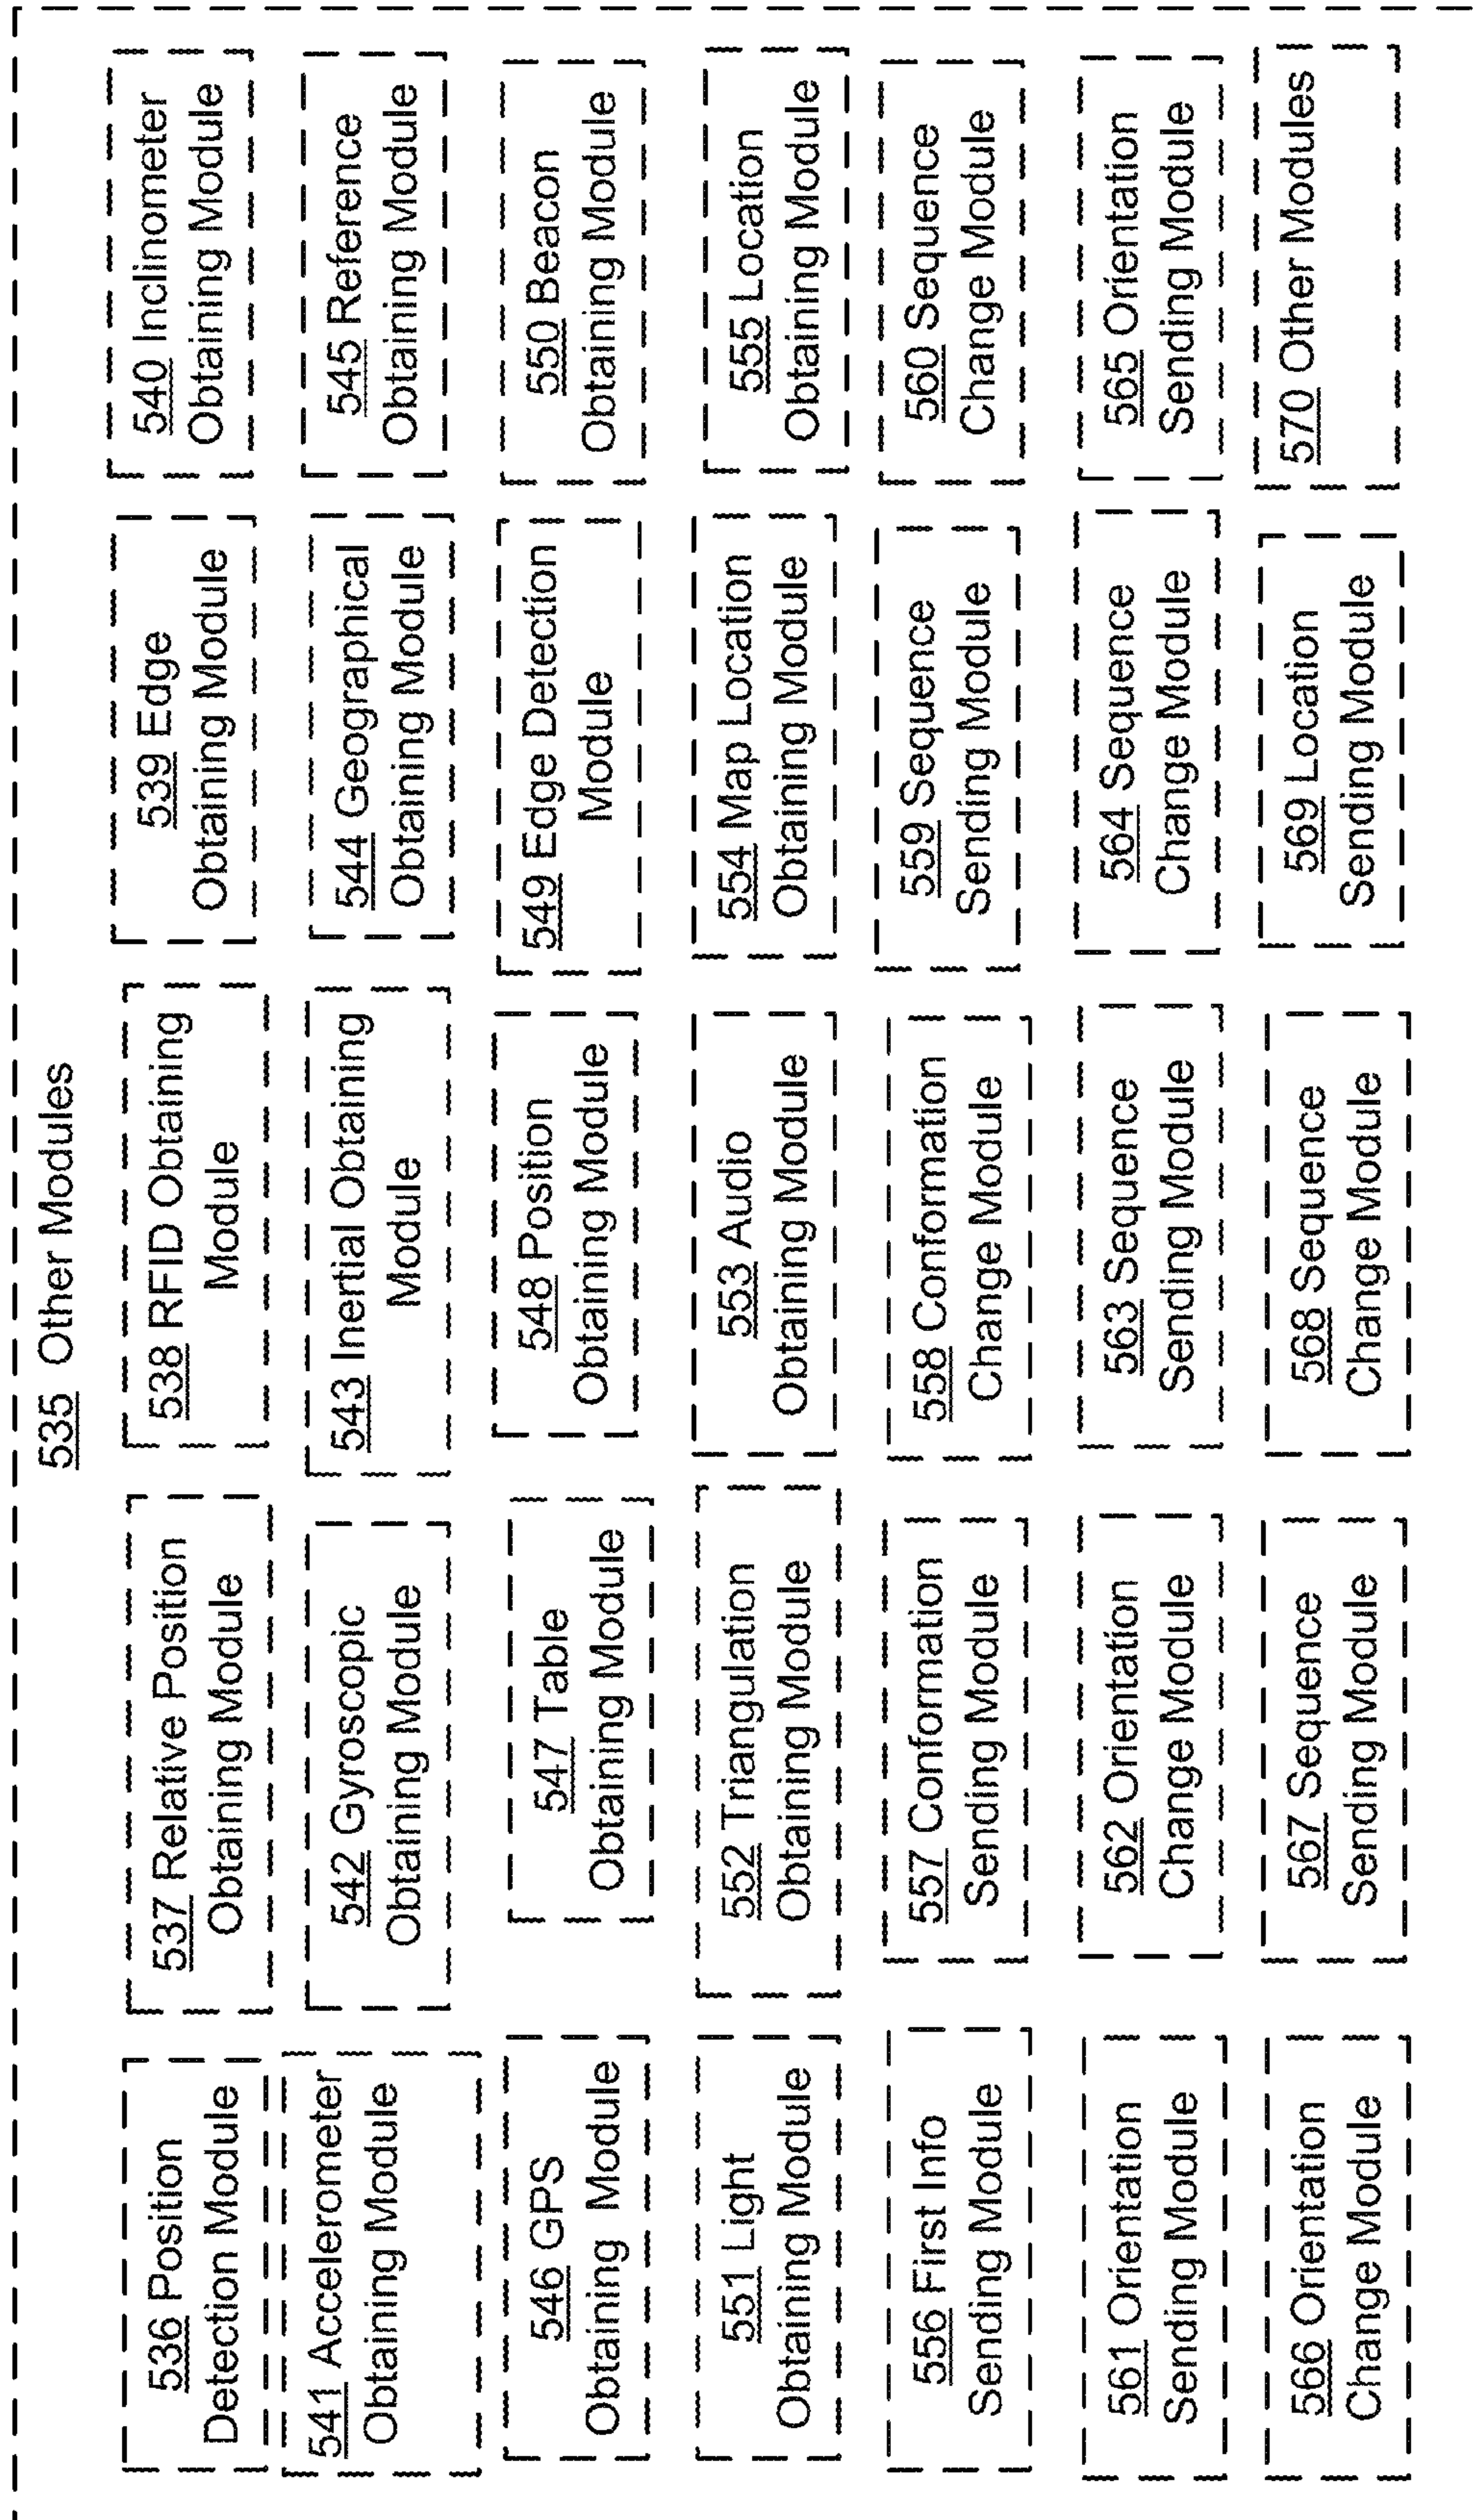 535 Other Modules
536 Position
Detection Module
537 Relative Position
Obtaining Module
538 RFID Obtaining
Module
539 Edge
Obtaining Module
540 Inclinometer
Obtaining Module
541 Accelerometer
Obtaining Module
542 Gyroscopic
Obtaining Module
543 Inertial Obtaining
Module
544 Geographical
Obtaining Module
545 Reference
Obtaining Module
546 GPS
Obtaining Module
547 Table
Obtaining Module
548 Position
Obtaining Module
549 Edge Detection
Module
550 Beacon
Obtaining Module
551 Light
Obtaining Module
552 Triangulation
Obtaining Module
553 Audio
Obtaining Module
554 Map Location
Obtaining Module
555 Location
Obtaining Module
556 First Info
Sending Module
557 Conformation
Sending Module
558 Conformation
Change Module
559 Sequence
Sending Module
560 Sequence
Change Module
561 Orientation
Sending Module
562 Orientation
Change Module
563 Sequence
Sending Module
564 Sequence
Change Module
565 Orientation
Sending Module
566 Orientation
Change Module
567 Sequence
Sending Module
568 Sequence
Change Module
569 Location
Sending Module
570 Other Modules